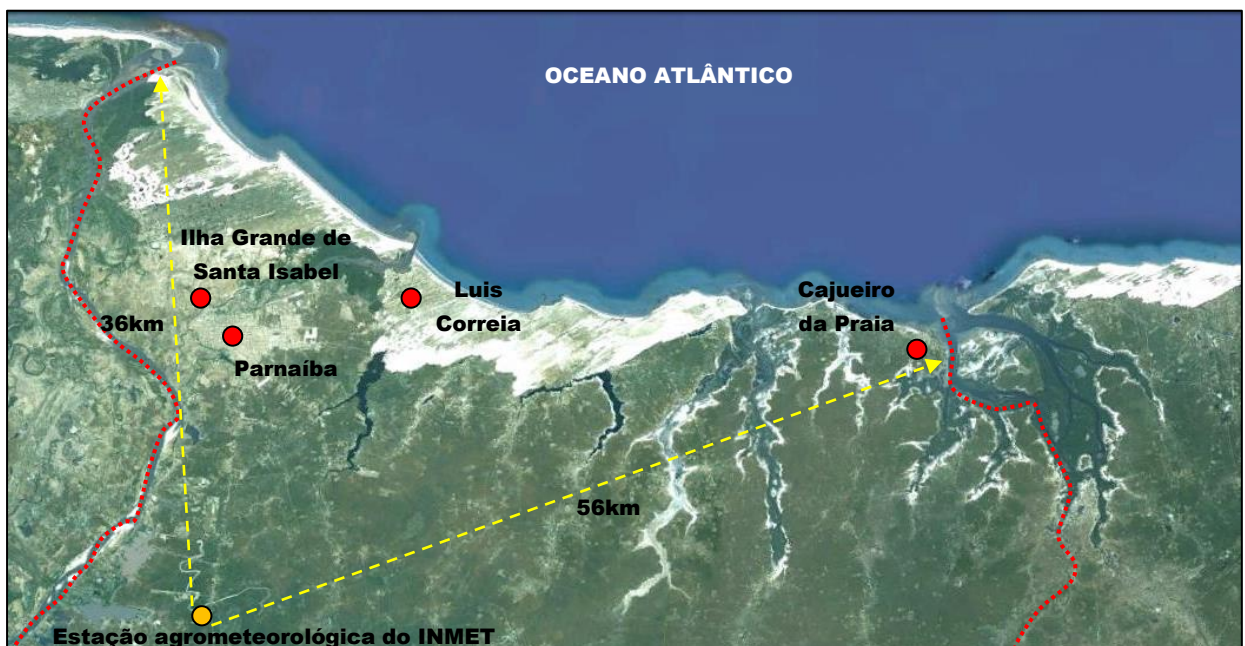 OCEANO ATLÂNTICO
Ilha Grande de
Santa Isabel
Luis
Correia
Cajueiro
da Praia
36km
Parnaíba
56km
Estação agrometeorológica do INMET